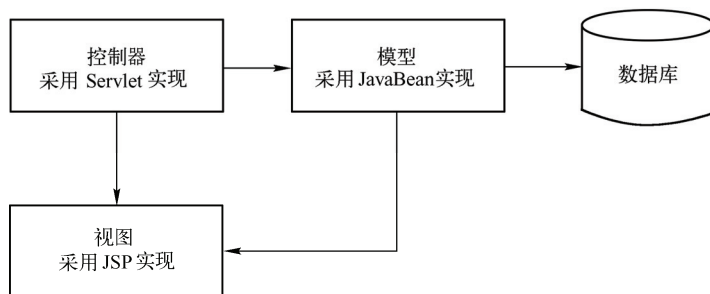 控制器
采用 Servlet 实现
模型
采用 JavaBean实现
数据库
视图
采用 JSP 实现